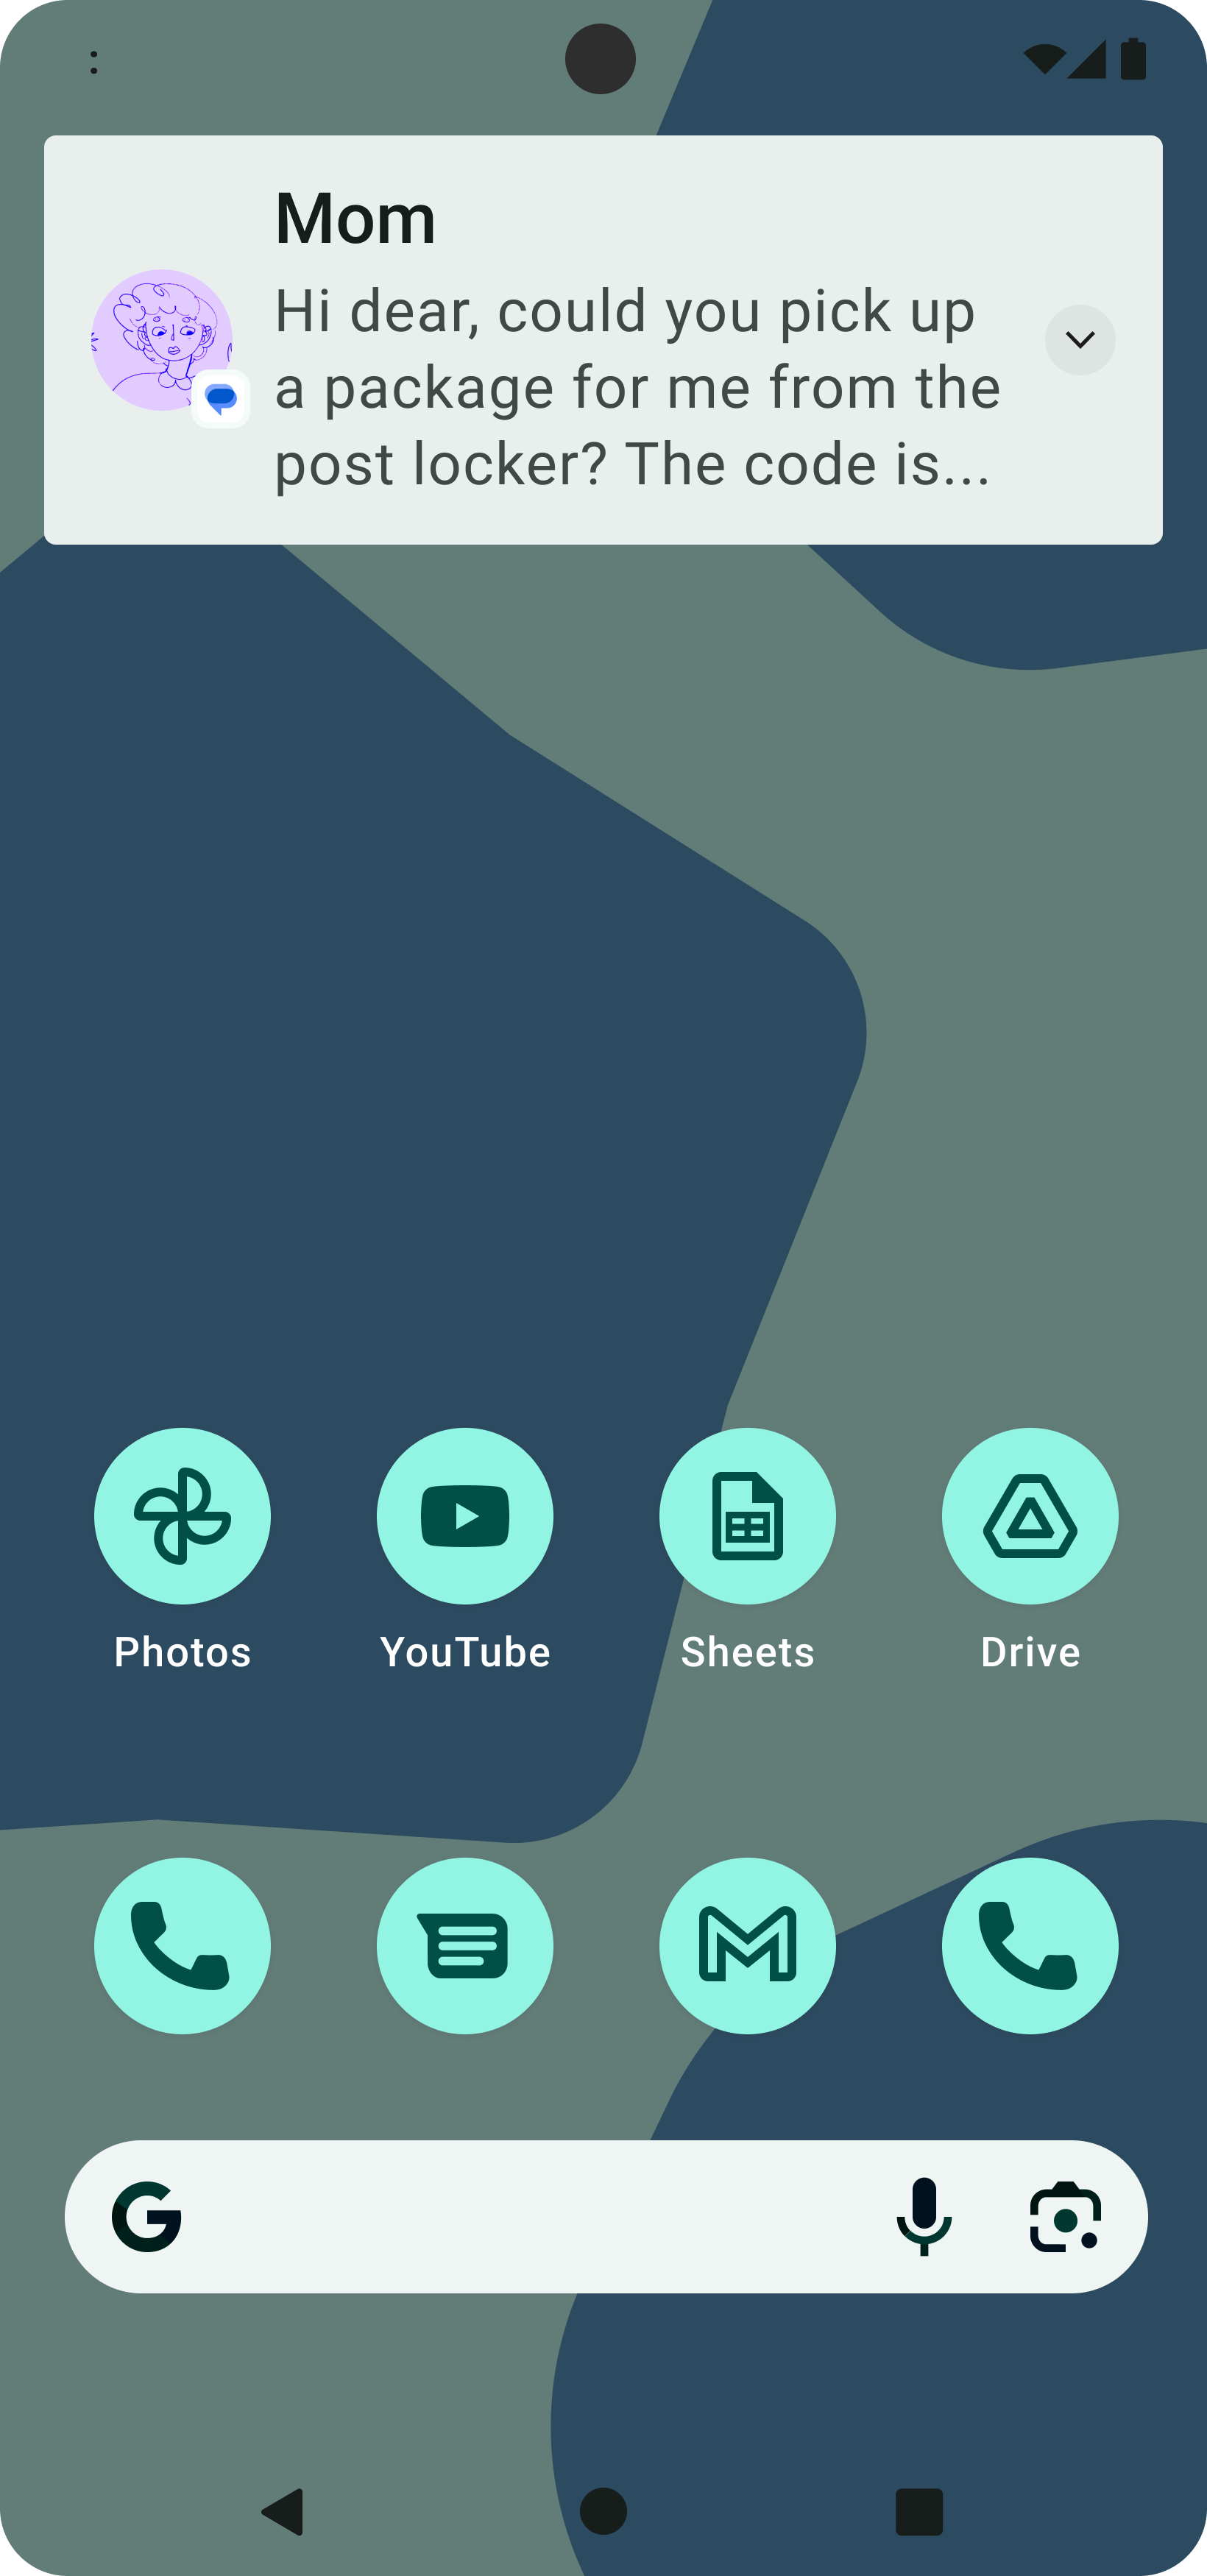 :
Mom
Hi dear, could you pick up
a package for me from the
post locker? The code is...
Photos YouTube Sheets Drive